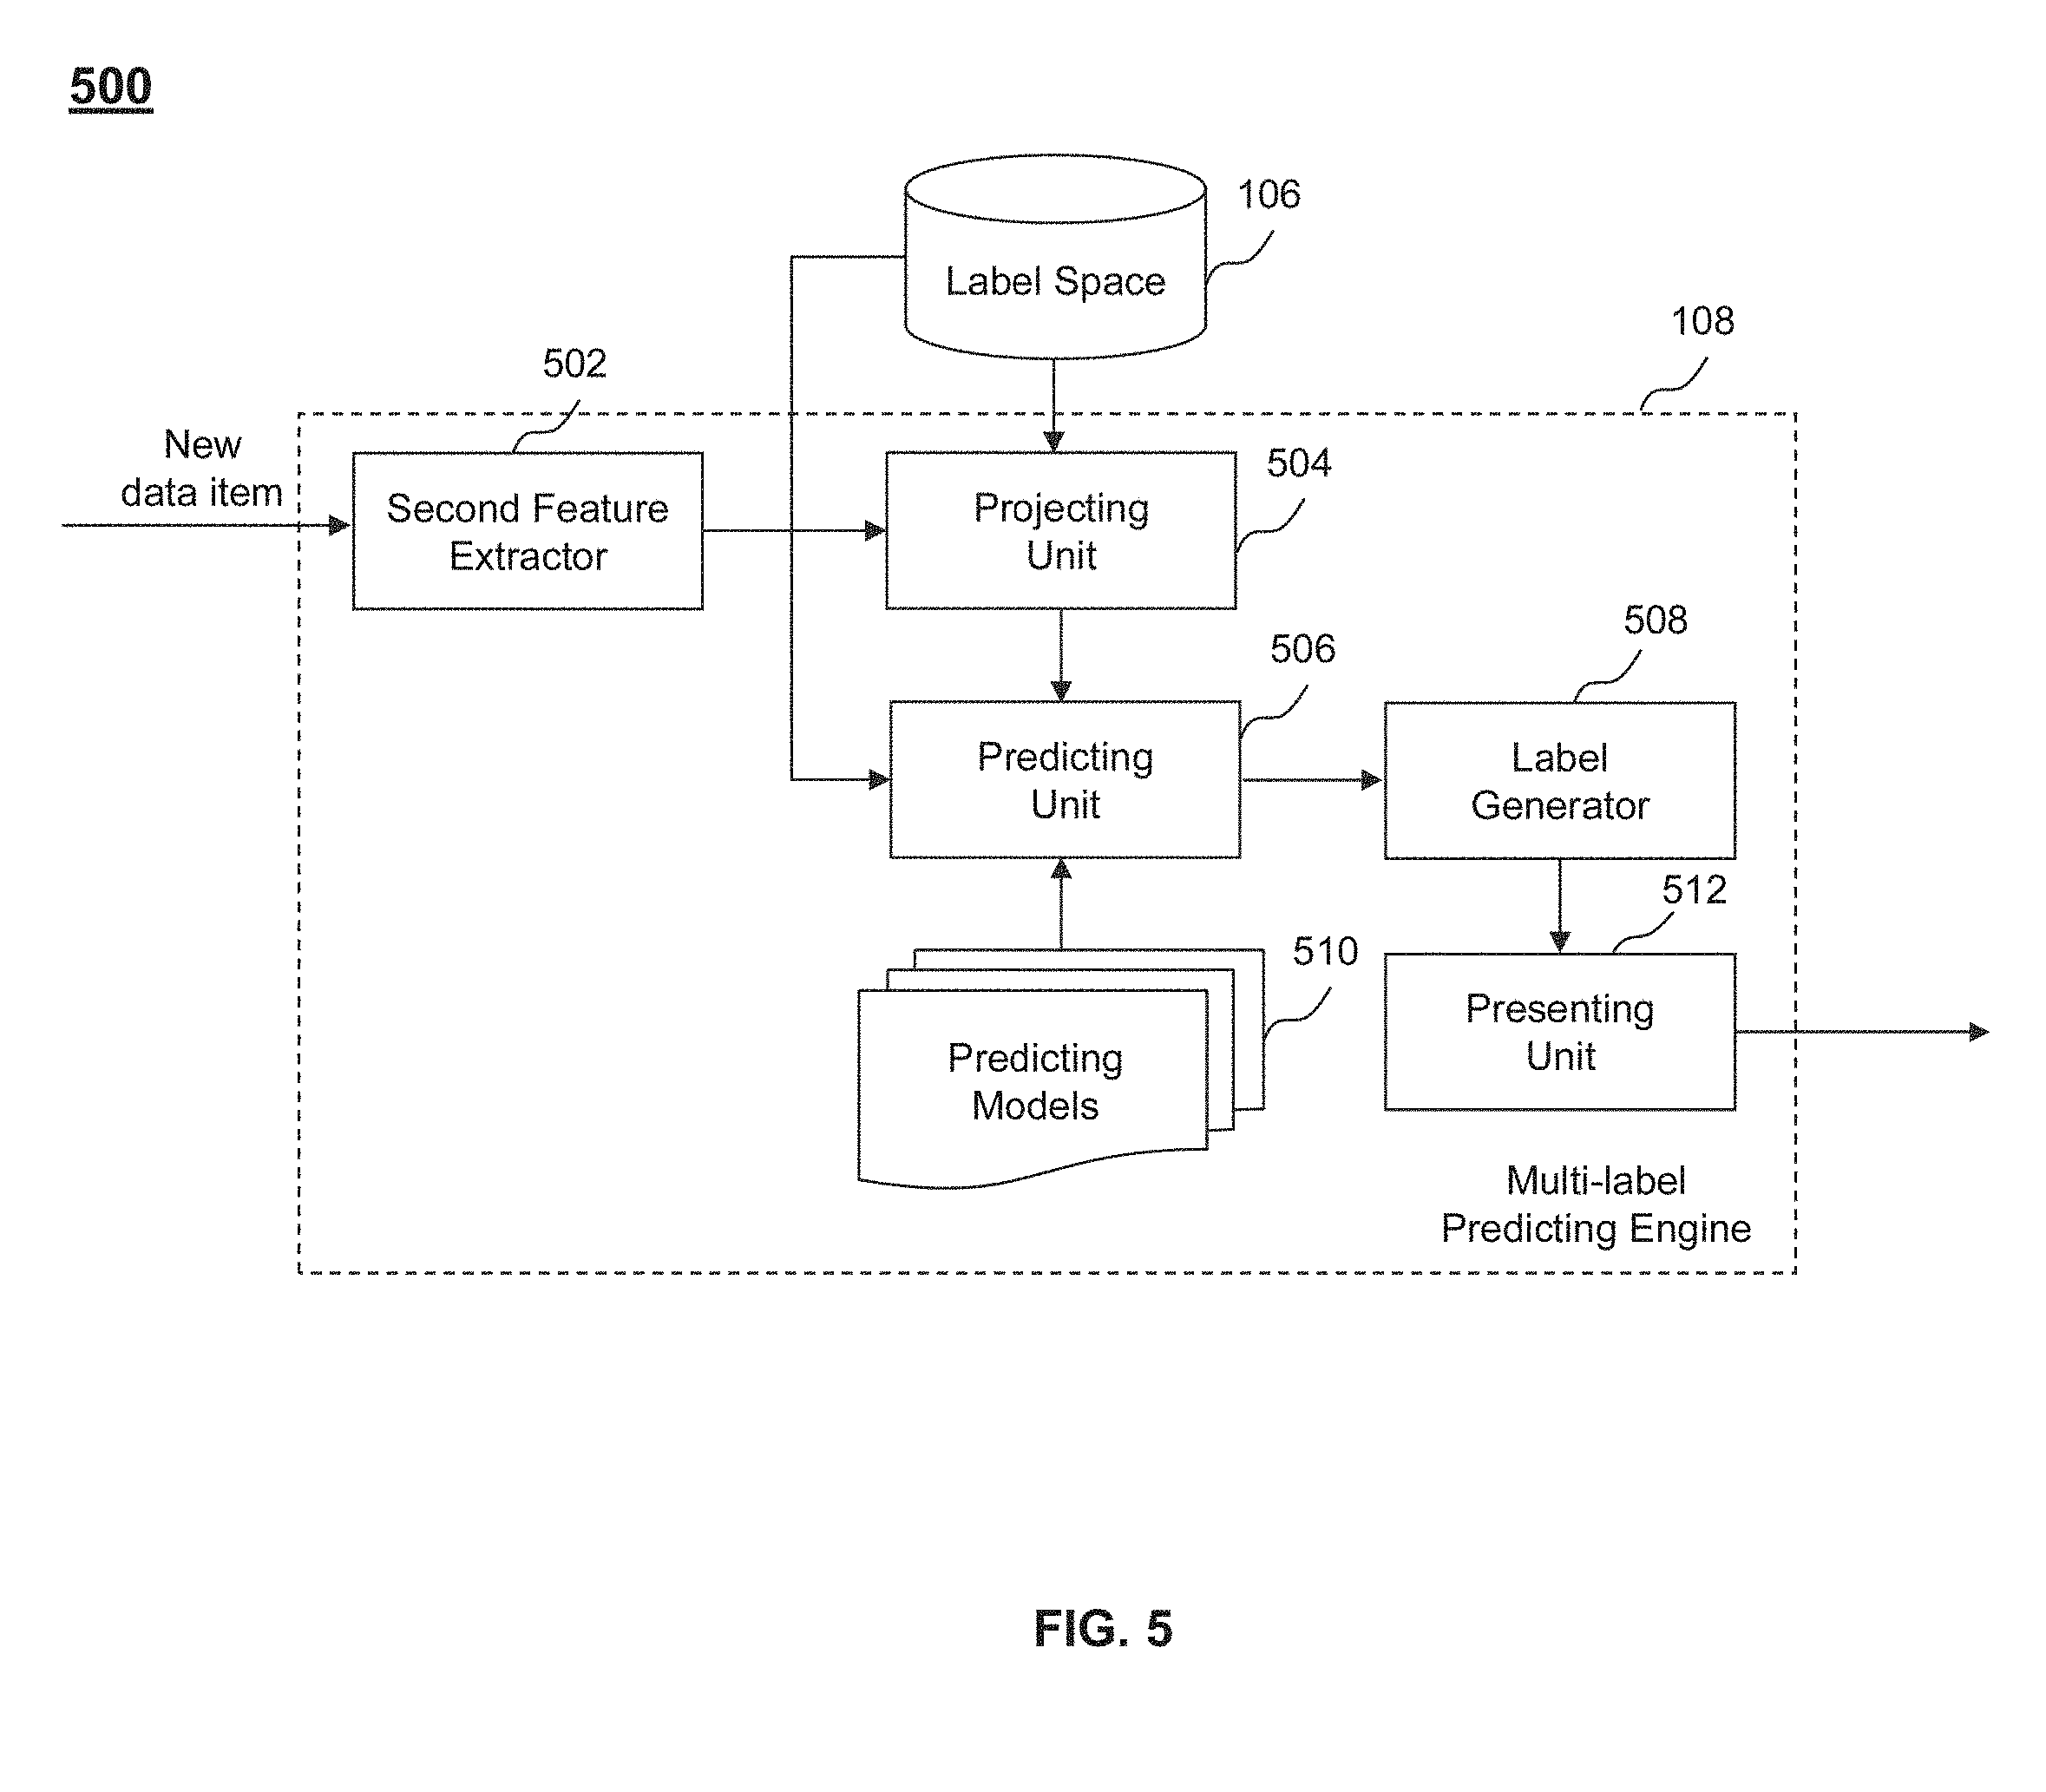 500
106
Label Space
108
502
New
data item
Second Feature
Extractor
504
Projecting
Unit
506
508
Predicting
Unit
Label
Generator
512
510
Presenting
Unit
Predicting
Models
Multi-label
Predicting Engine
FIG. 5